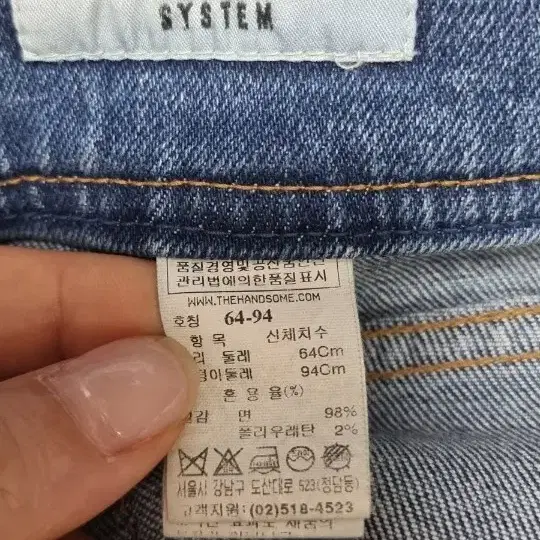 SYSTEM
품질경영및공산품안전
관리법에의한품질표시
WWW.THEHANDSOME.COM
호칭 64-94
항 목 신체치수
리 둘레 64Cm
덩이둘레 94Cm
혼 용 율(%)
겉감 면 98%
폴리우레탄 2%
서울시 강남구 도산대로 523(청담동)
고객지원: (02)518-4523